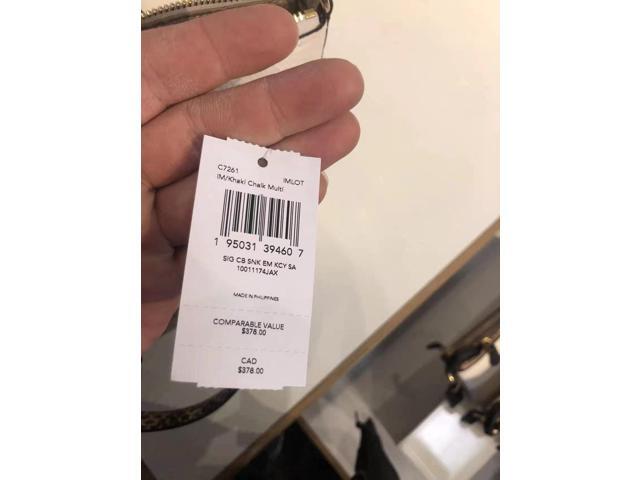 C7261 IMLOT
IM/Khaki Chalk Multi
1 95031 39460 7
SIG CB SNK EM KCY SA
10011174JAX
MADE IN PHILIPPINES
COMPARABLE VALUE
$378.00
CAD
$378.00